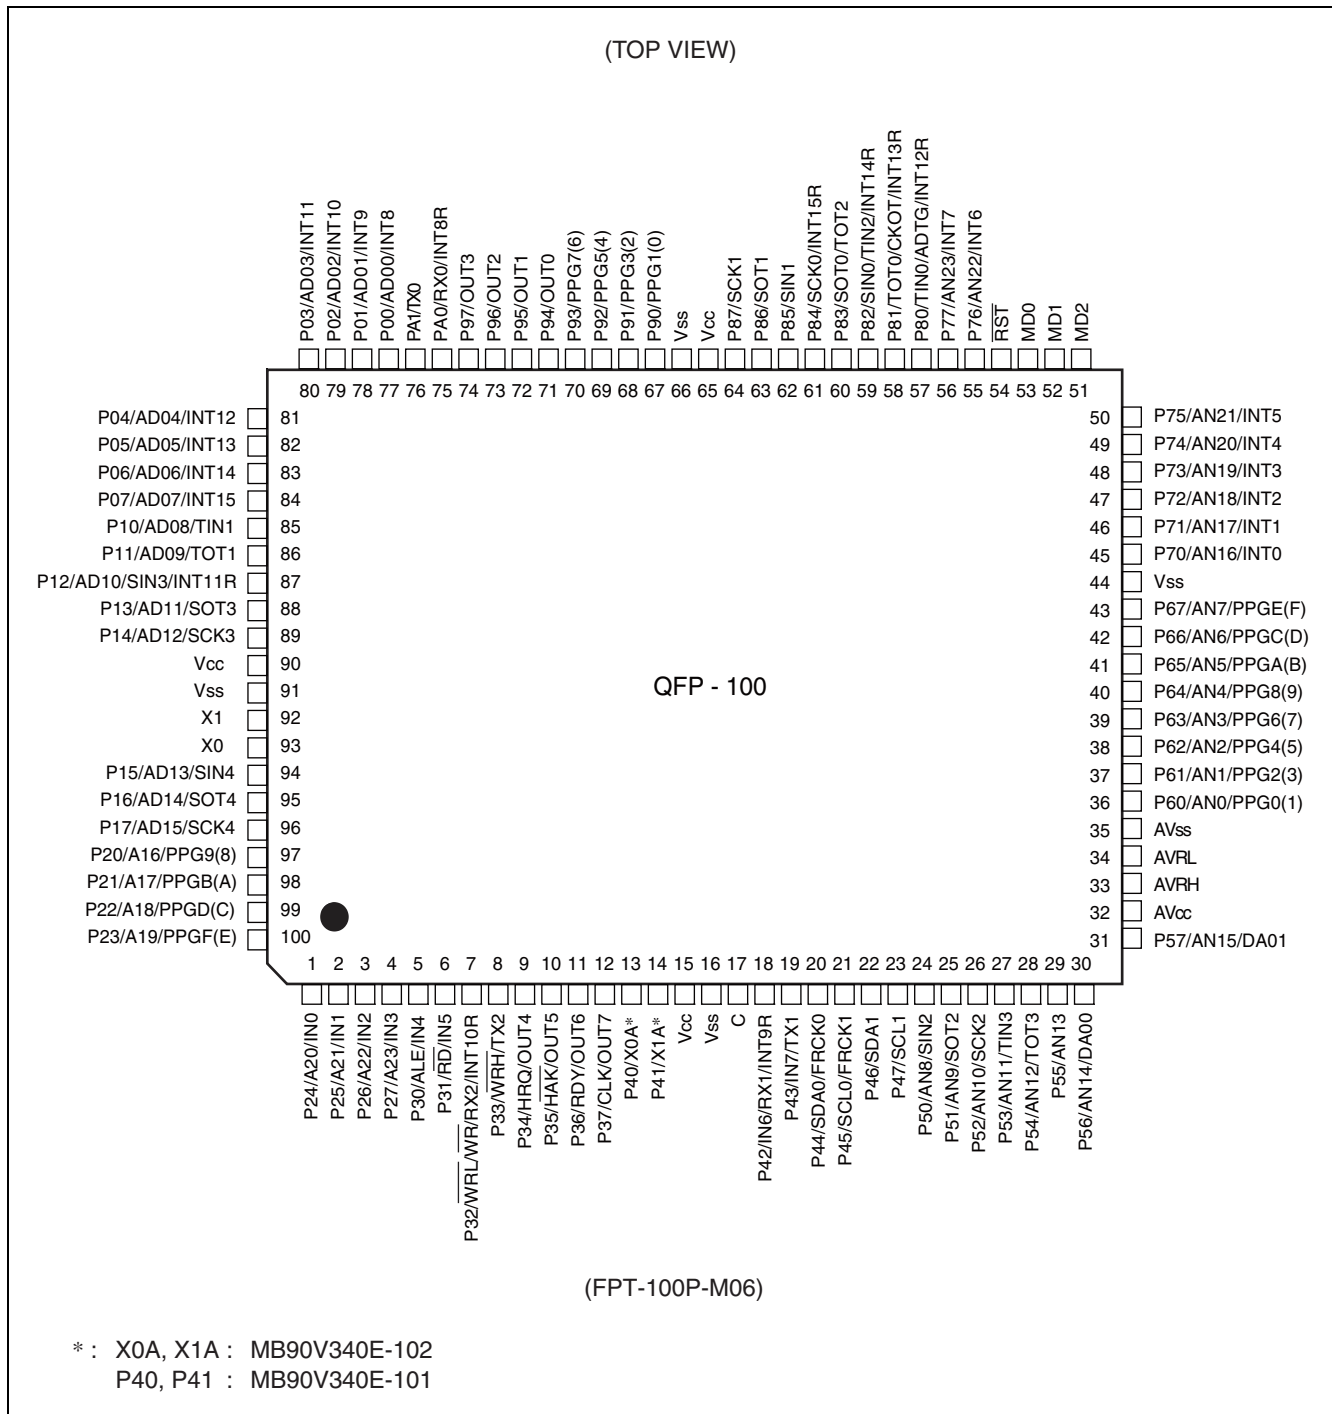 (TOP VIEW)
P03/AD03/INT11
P02/AD02/INT10
P01/AD01/INT9
P00/AD00/INT8
PA1/TX0
PA0/RX0/INT8R
P97/OUT3
P96/OUT2
P95/OUT1
P94/OUT0
P93/PPG7(6)
P92/PPG5(4)
P91/PPG3(2)
P90/PPG1(0)
Vss
Vcc
P87/SCK1
P86/SOT1
P85/SIN1
P84/SCK0/INT15R
P83/SOT0/TOT2
P82/SIN0/TIN2/INT14R
P81/TOT0/CKOT/INT13R
P80/TIN0/ADTG/INT12R
P77/AN23/INT7
P76/AN22/INT6
RST
MD0
MD1
MD2
80 79 78 77 76 75 74 73 72 71 70 69 68 67 66 65 64 63 62 61 60 59 58 57 56 55 54 53 52 51
P04/AD04/INT12 81
P05/AD05/INT13 82
P06/AD06/INT14 83
P07/AD07/INT15 84
P10/AD08/TIN1 85
P11/AD09/TOT1 86
P12/AD10/SIN3/INT11R 87
P13/AD11/SOT3 88
P14/AD12/SCK3 89
Vcc 90
Vss 91
X1 92
X0 93
P15/AD13/SIN4 94
P16/AD14/SOT4 95
P17/AD15/SCK4 96
P20/A16/PPG9(8) 97
P21/A17/PPGB(A) 98
P22/A18/PPGD(C) 99
P23/A19/PPGF(E) 100
QFP - 100
50 P75/AN21/INT5
49 P74/AN20/INT4
48 P73/AN19/INT3
47 P72/AN18/INT2
46 P71/AN17/INT1
45 P70/AN16/INT0
44 Vss
43 P67/AN7/PPGE(F)
42 P66/AN6/PPGC(D)
41 P65/AN5/PPGA(B)
40 P64/AN4/PPG8(9)
39 P63/AN3/PPG6(7)
38 P62/AN2/PPG4(5)
37 P61/AN1/PPG2(3)
36 P60/AN0/PPG0(1)
35 AVss
34 AVRL
33 AVRH
32 AVcc
31 P57/AN15/DA01
1 2 3 4 5 6 7 8 9 10 11 12 13 14 15 16 17 18 19 20 21 22 23 24 25 26 27 28 29 30
P24/A20/IN0
P25/A21/IN1
P26/A22/IN2
P27/A23/IN3
P30/ALE/IN4
P31/RD/IN5
P32/WRL/WR/RX2/INT10R
P33/WRH/TX2
P34/HRQ/OUT4
P35/HAK/OUT5
P36/RDY/OUT6
P37/CLK/OUT7
P40/X0A*
P41/X1A*
Vcc
Vss
C
P42/IN6/RX1/INT9R
P43/IN7/TX1
P44/SDA0/FRCK0
P45/SCL0/FRCK1
P46/SDA1
P47/SCL1
P50/AN8/SIN2
P51/AN9/SOT2
P52/AN10/SCK2
P53/AN11/TIN3
P54/AN12/TOT3
P55/AN13
P56/AN14/DA00
(FPT-100P-M06)
* : X0A, X1A : MB90V340E-102
P40, P41 : MB90V340E-101